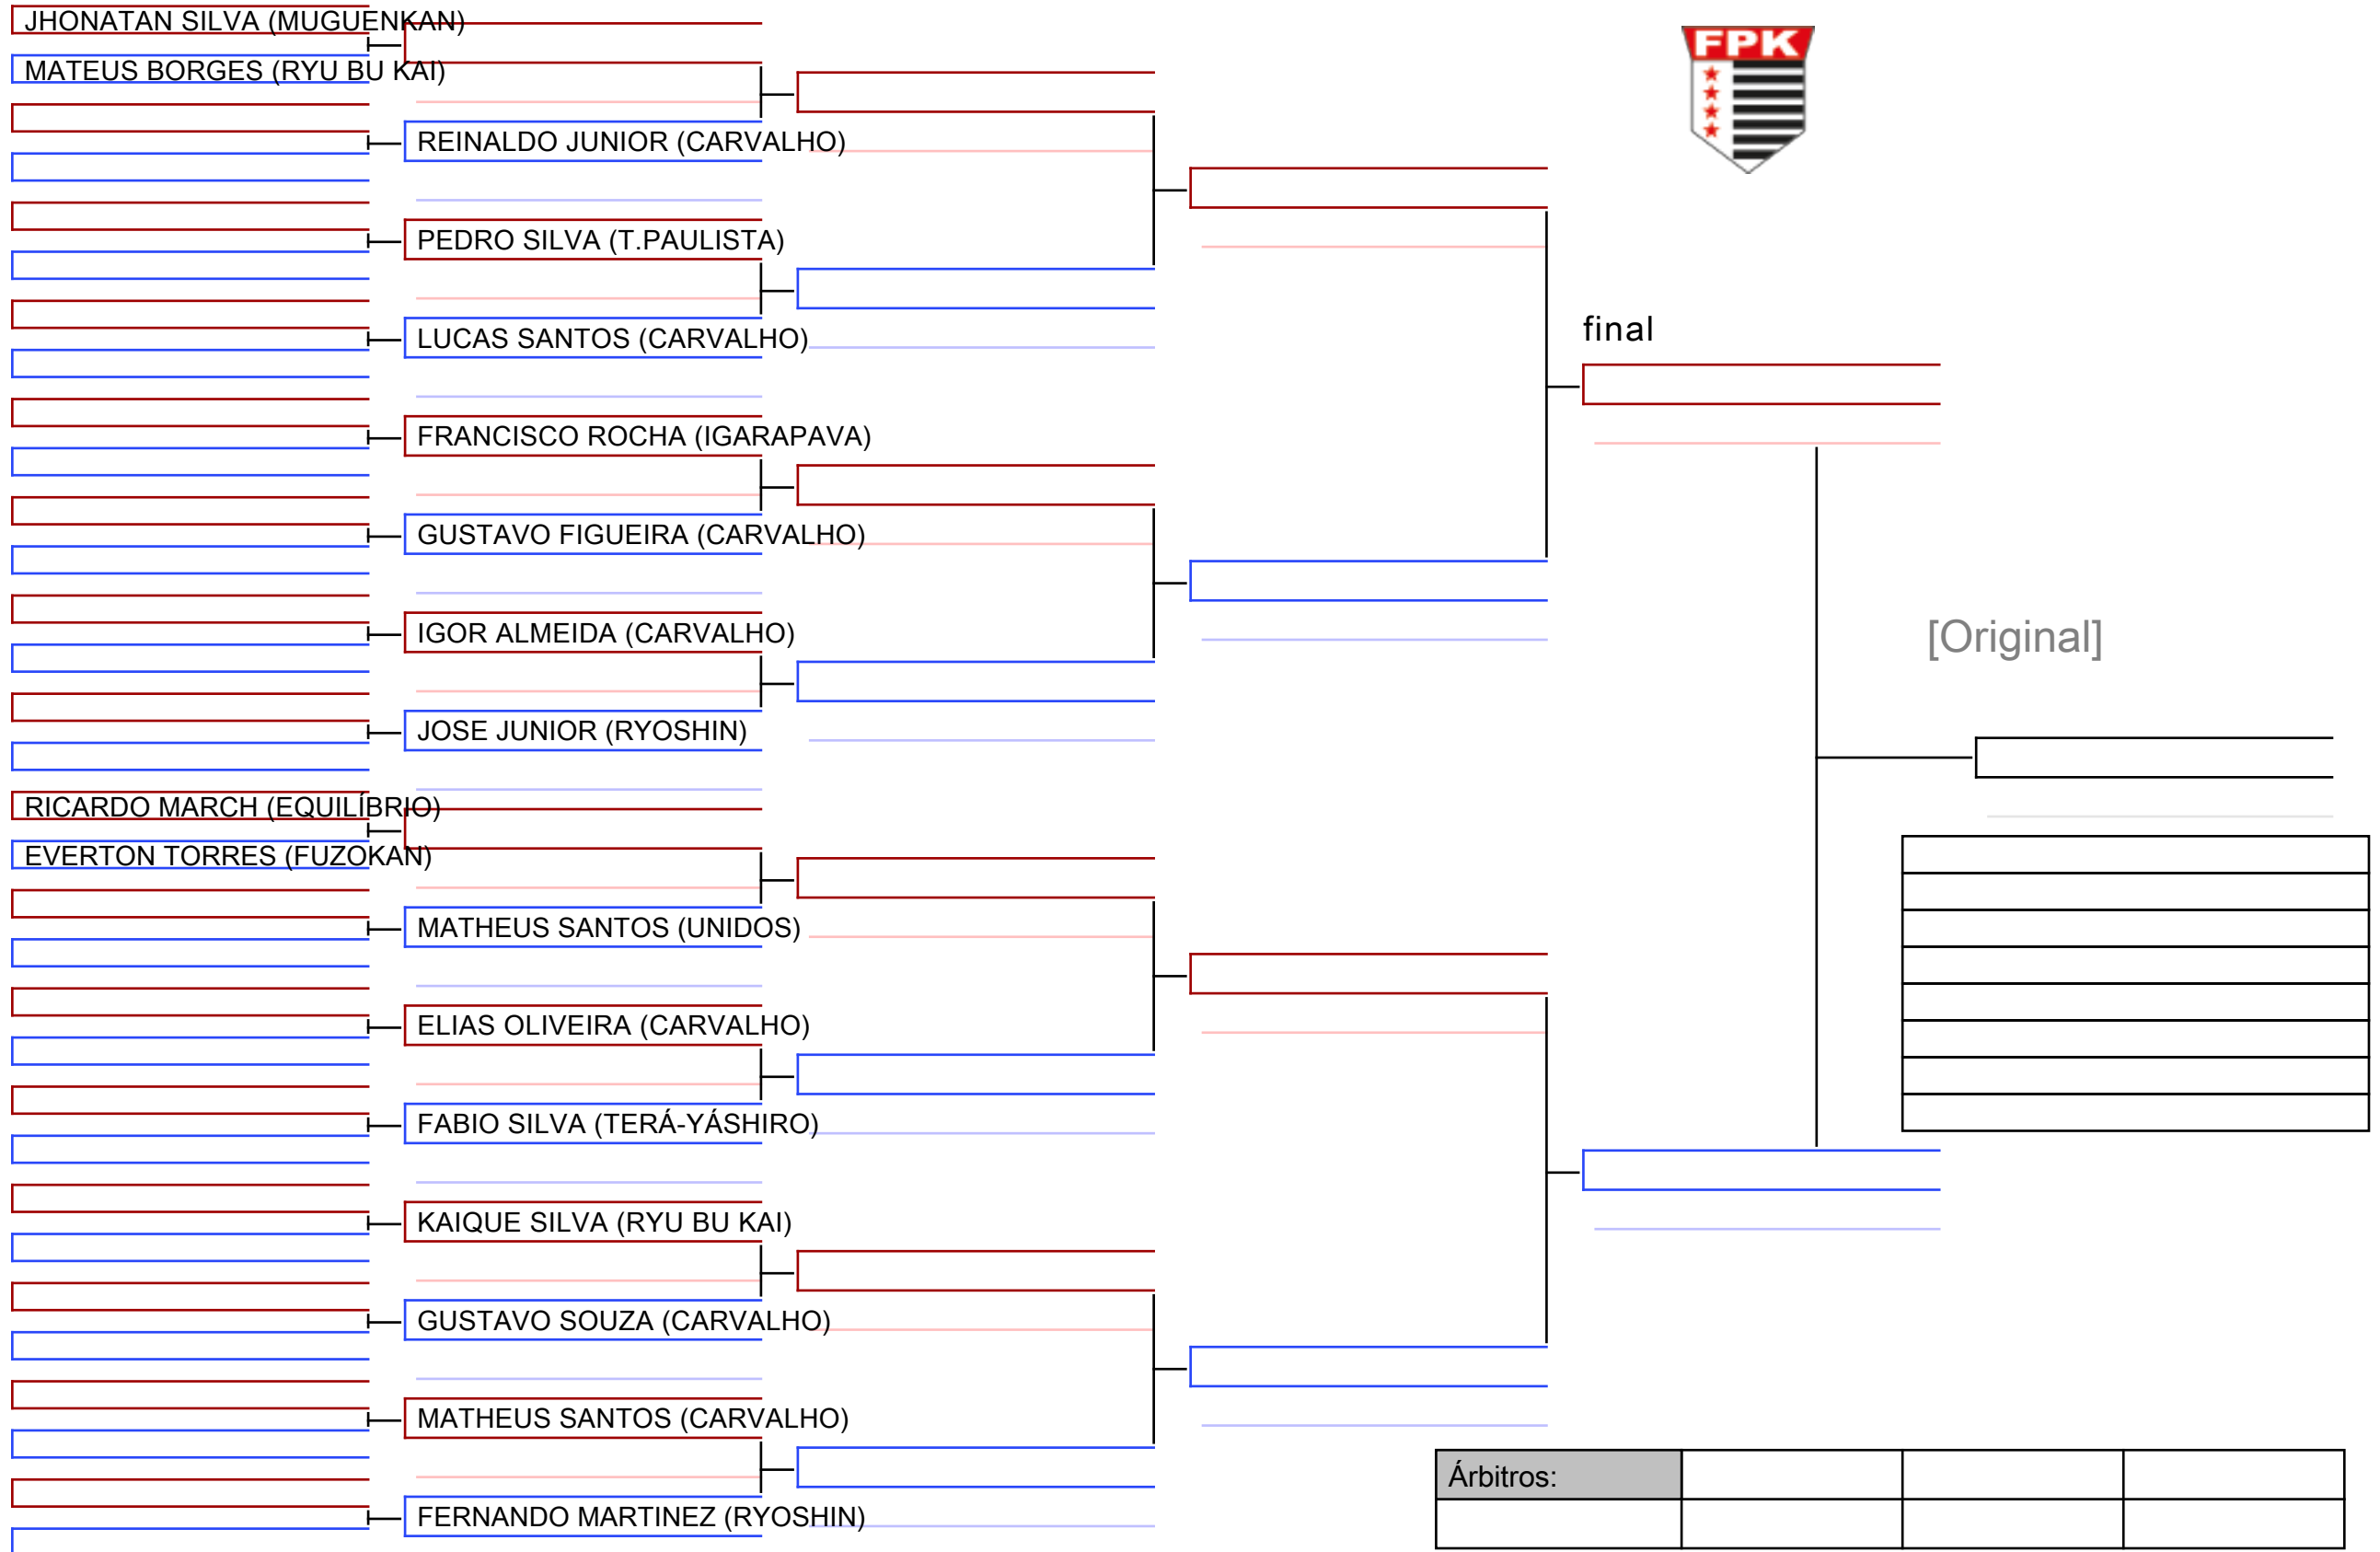 JHONATAN SILVA (MUGUENKAN)
MATEUS BORGES (RYU BU KAI)
REINALDO JUNIOR (CARVALHO)
PEDRO SILVA (T.PAULISTA)
LUCAS SANTOS (CARVALHO)
FRANCISCO ROCHA (IGARAPAVA)
GUSTAVO FIGUEIRA (CARVALHO)
IGOR ALMEIDA (CARVALHO)
JOSE JUNIOR (RYOSHIN)
RICARDO MARCH (EQUILÍBRIO)
EVERTON TORRES (FUZOKAN)
MATHEUS SANTOS (UNIDOS)
ELIAS OLIVEIRA (CARVALHO)
FABIO SILVA (TERÁ-YÁSHIRO)
KAIQUE SILVA (RYU BU KAI)
GUSTAVO SOUZA (CARVALHO)
MATHEUS SANTOS (CARVALHO)
FERNANDO MARTINEZ (RYOSHIN)
FPK
final
[Original]
Árbitros: